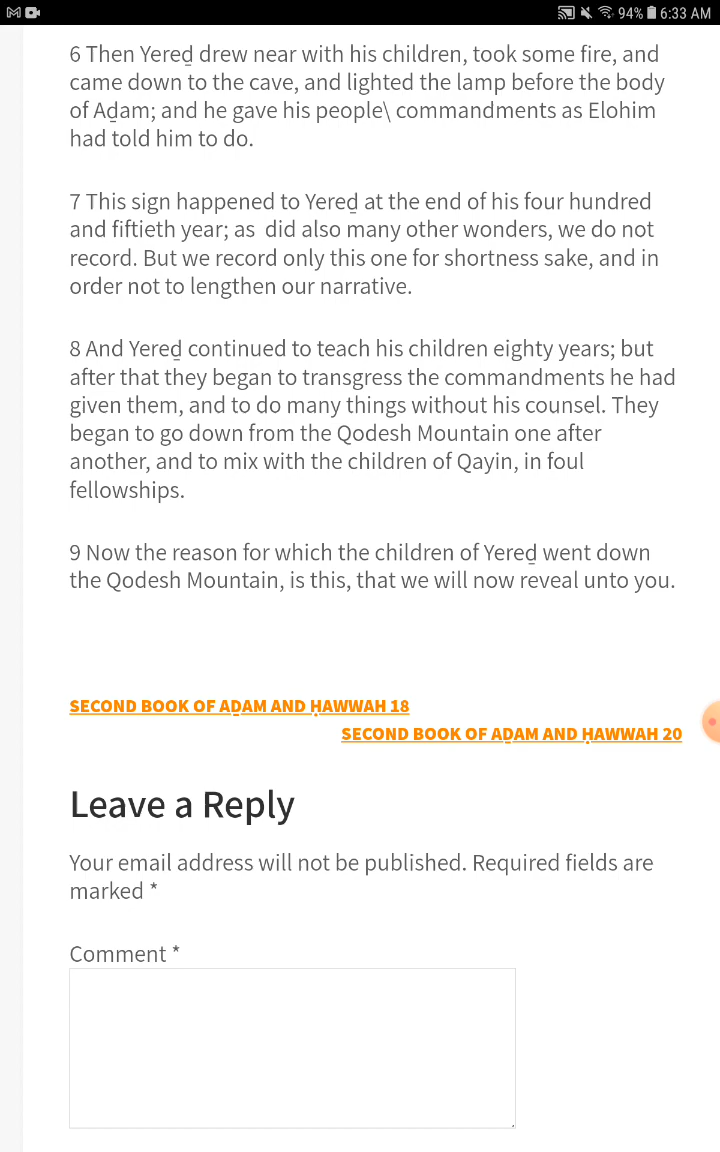 94% 6:33 AM
6 Then Yereḏ drew near with his children, took some fire, and
came down to the cave, and lighted the lamp before the body
of Aḏam; and he gave his people\ commandments as Elohim
had told him to do.
7 This sign happened to Yereḏ at the end of his four hundred
and fiftieth year; as  did also many other wonders, we do not
record. But we record only this one for shortness sake, and in
order not to lengthen our narrative.
8 And Yereḏ continued to teach his children eighty years; but
after that they began to transgress the commandments he had
given them, and to do many things without his counsel. They
began to go down from the Qodesh Mountain one after
another, and to mix with the children of Qayin, in foul
fellowships.
9 Now the reason for which the children of Yereḏ went down
the Qodesh Mountain, is this, that we will now reveal unto you.
SECOND BOOK OF AḎAM AND ḤAWWAH 18
SECOND BOOK OF AḎAM AND ḤAWWAH 20
Leave a Reply
Your email address will not be published. Required fields are
marked *
Comment *